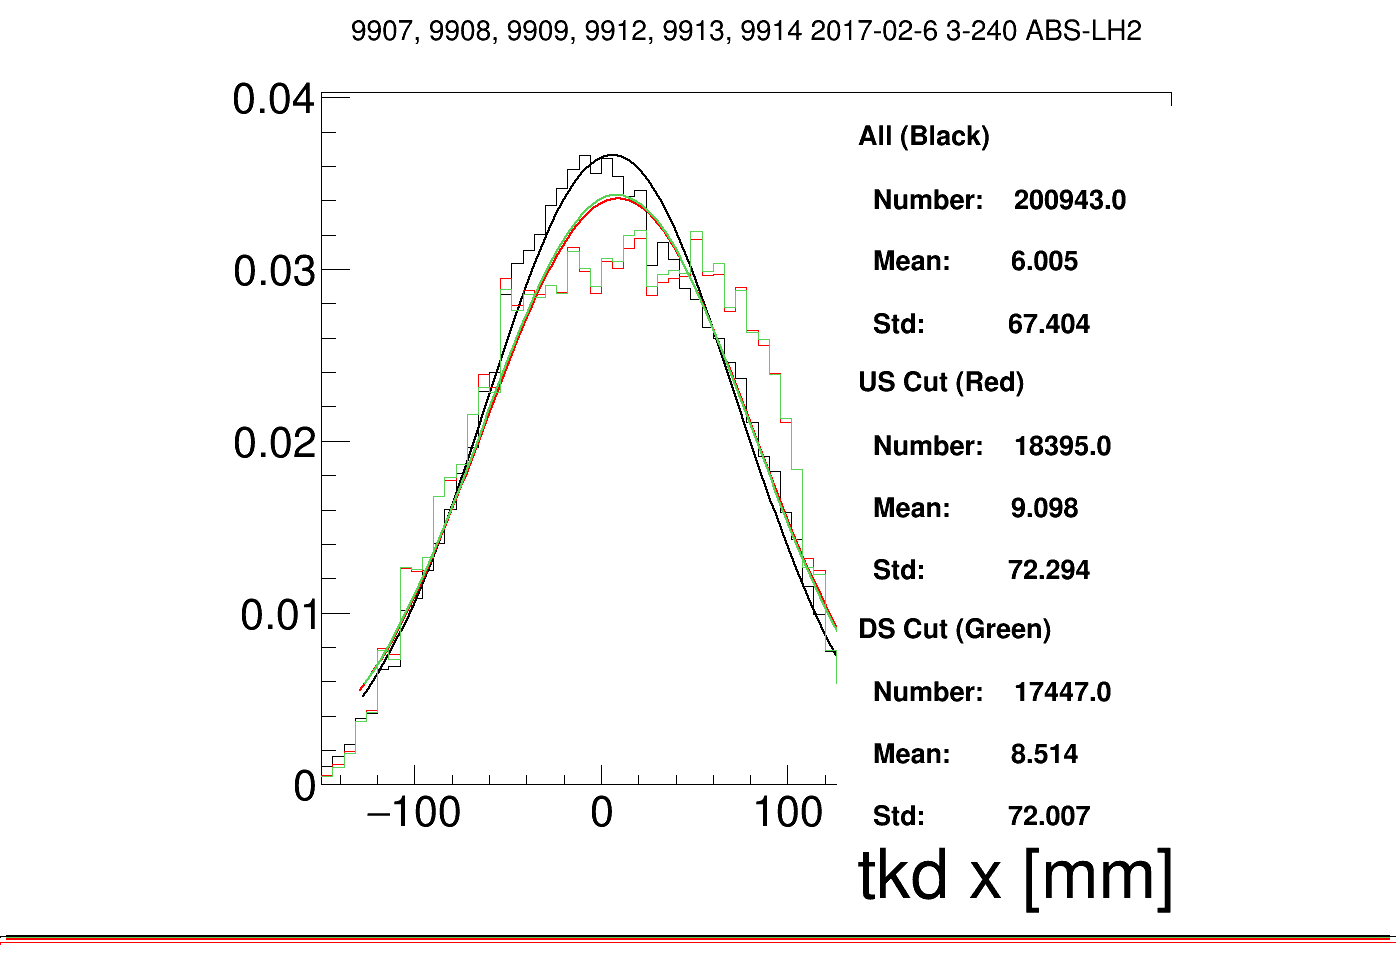 9907, 9908, 9909, 9912, 9913, 9914 2017-02-6 3-240 ABS-LH2
0.04
0.03
0.02
0.01
0
−100 0 100
All (Black)
Number: 200943.0
Mean: 6.005
Std: 67.404
US Cut (Red)
Number: 18395.0
Mean: 9.098
Std: 72.294
DS Cut (Green)
Number: 17447.0
Mean: 8.514
Std: 72.007
tkd x [mm]